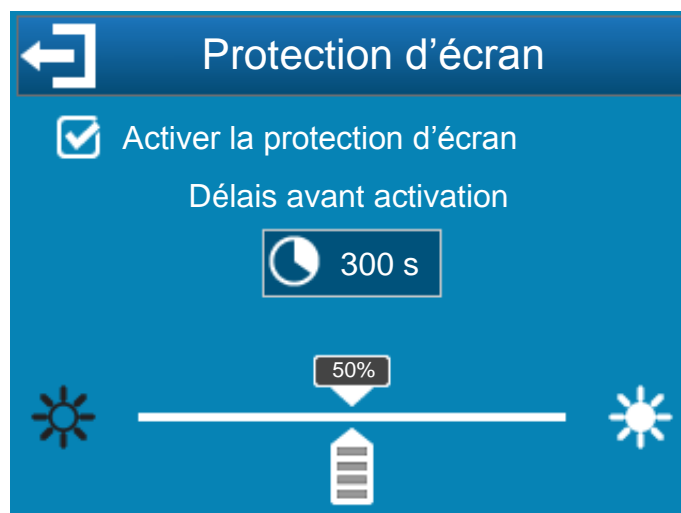 Protection d’écran
Activer la protection d’écran
Délais avant activation
300 s
50%